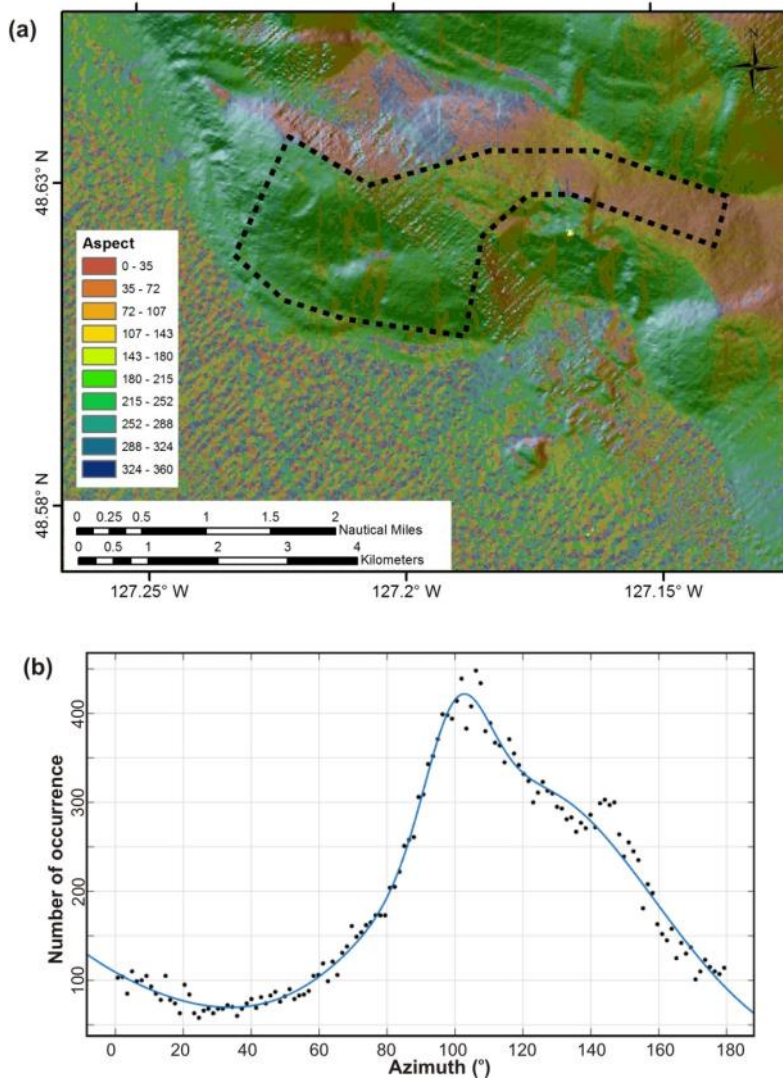 (a)
N
48.63° N
48.58° N
Aspect
0 - 35
35 - 72
72 - 107
107 - 143
143 - 180
180 - 215
215 - 252
252 - 288
288 - 324
324 - 360
0 0.25 0.5 1 1.5 2
Nautical Miles
0 0.5 1 2 3 4
Kilometers
127.25° W 127.2° W 127.15° W
(b)
Number of occurrence
400
300
200
100
0 20 40 60 80 100 120 140 160 180
Azimuth (°)